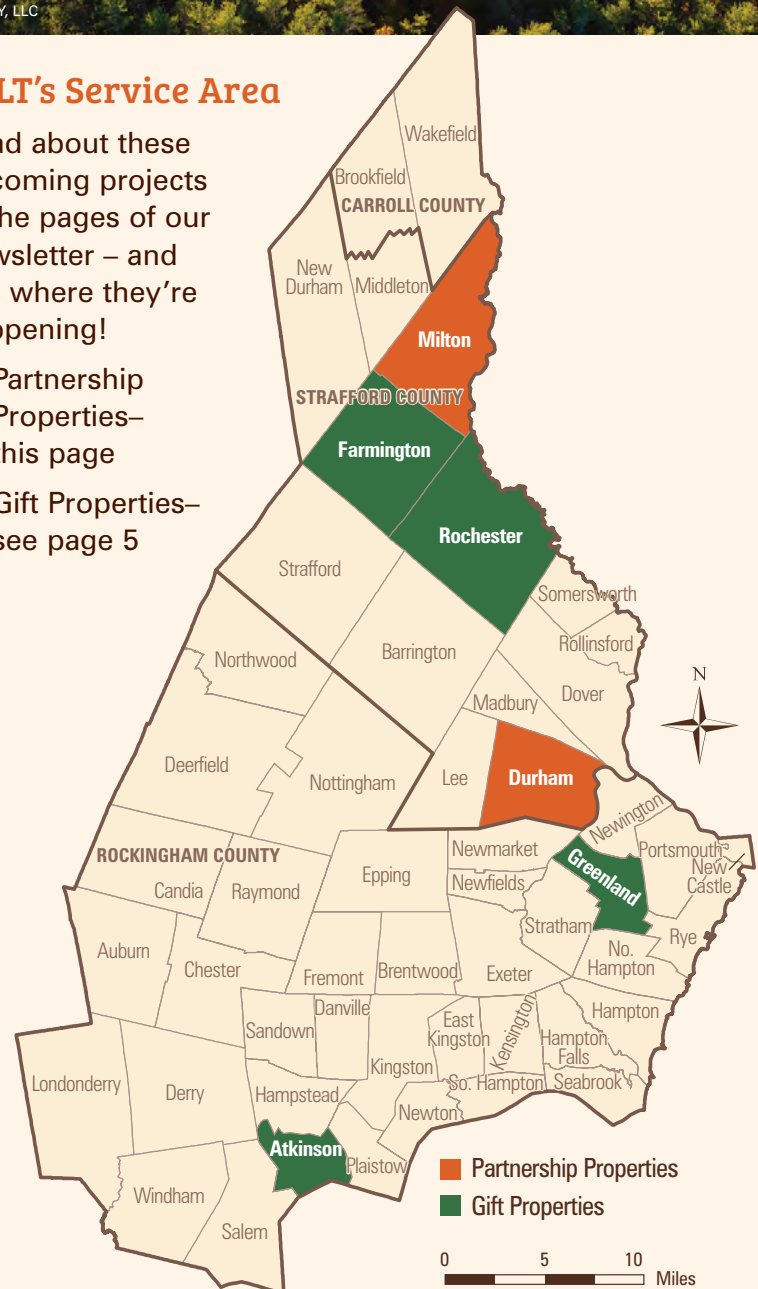 Y, LLC
LT's Service Area
nd about these
coming projects
he pages of our
wsletter – and
where they're
ppening!
Partnership
Properties–
this page
Gift Properties–
see page 5
Wakefield
Brookfield
CARROLL COUNTY
New
Durham
Middleton
Milton
STRAFFORD COUNTY
Farmington
Rochester
Strafford
Somersworth
Rollinsford
Barrington
Northwood
Dover
Madbury
N
Deerfield
Nottingham
Lee
Durham
Newington
ROCKINGHAM COUNTY
Newmarket
Portsmouth
New
Castle
Greenland
Epping
Candia
Raymond
Newfields
Stratham
Rye
Auburn
No.
Hampton
Chester
Fremont
Brentwood
Exeter
Hampton
Danville
Sandown
East
Kingston
Kensington
Hampton
Falls
Kingston
Londonderry
Derry
Hampstead
So. Hampton
Seabrook
Newton
Atkinson
Plaistow
Windham
Salem
Partnership Properties
Gift Properties
0 5 10
Miles